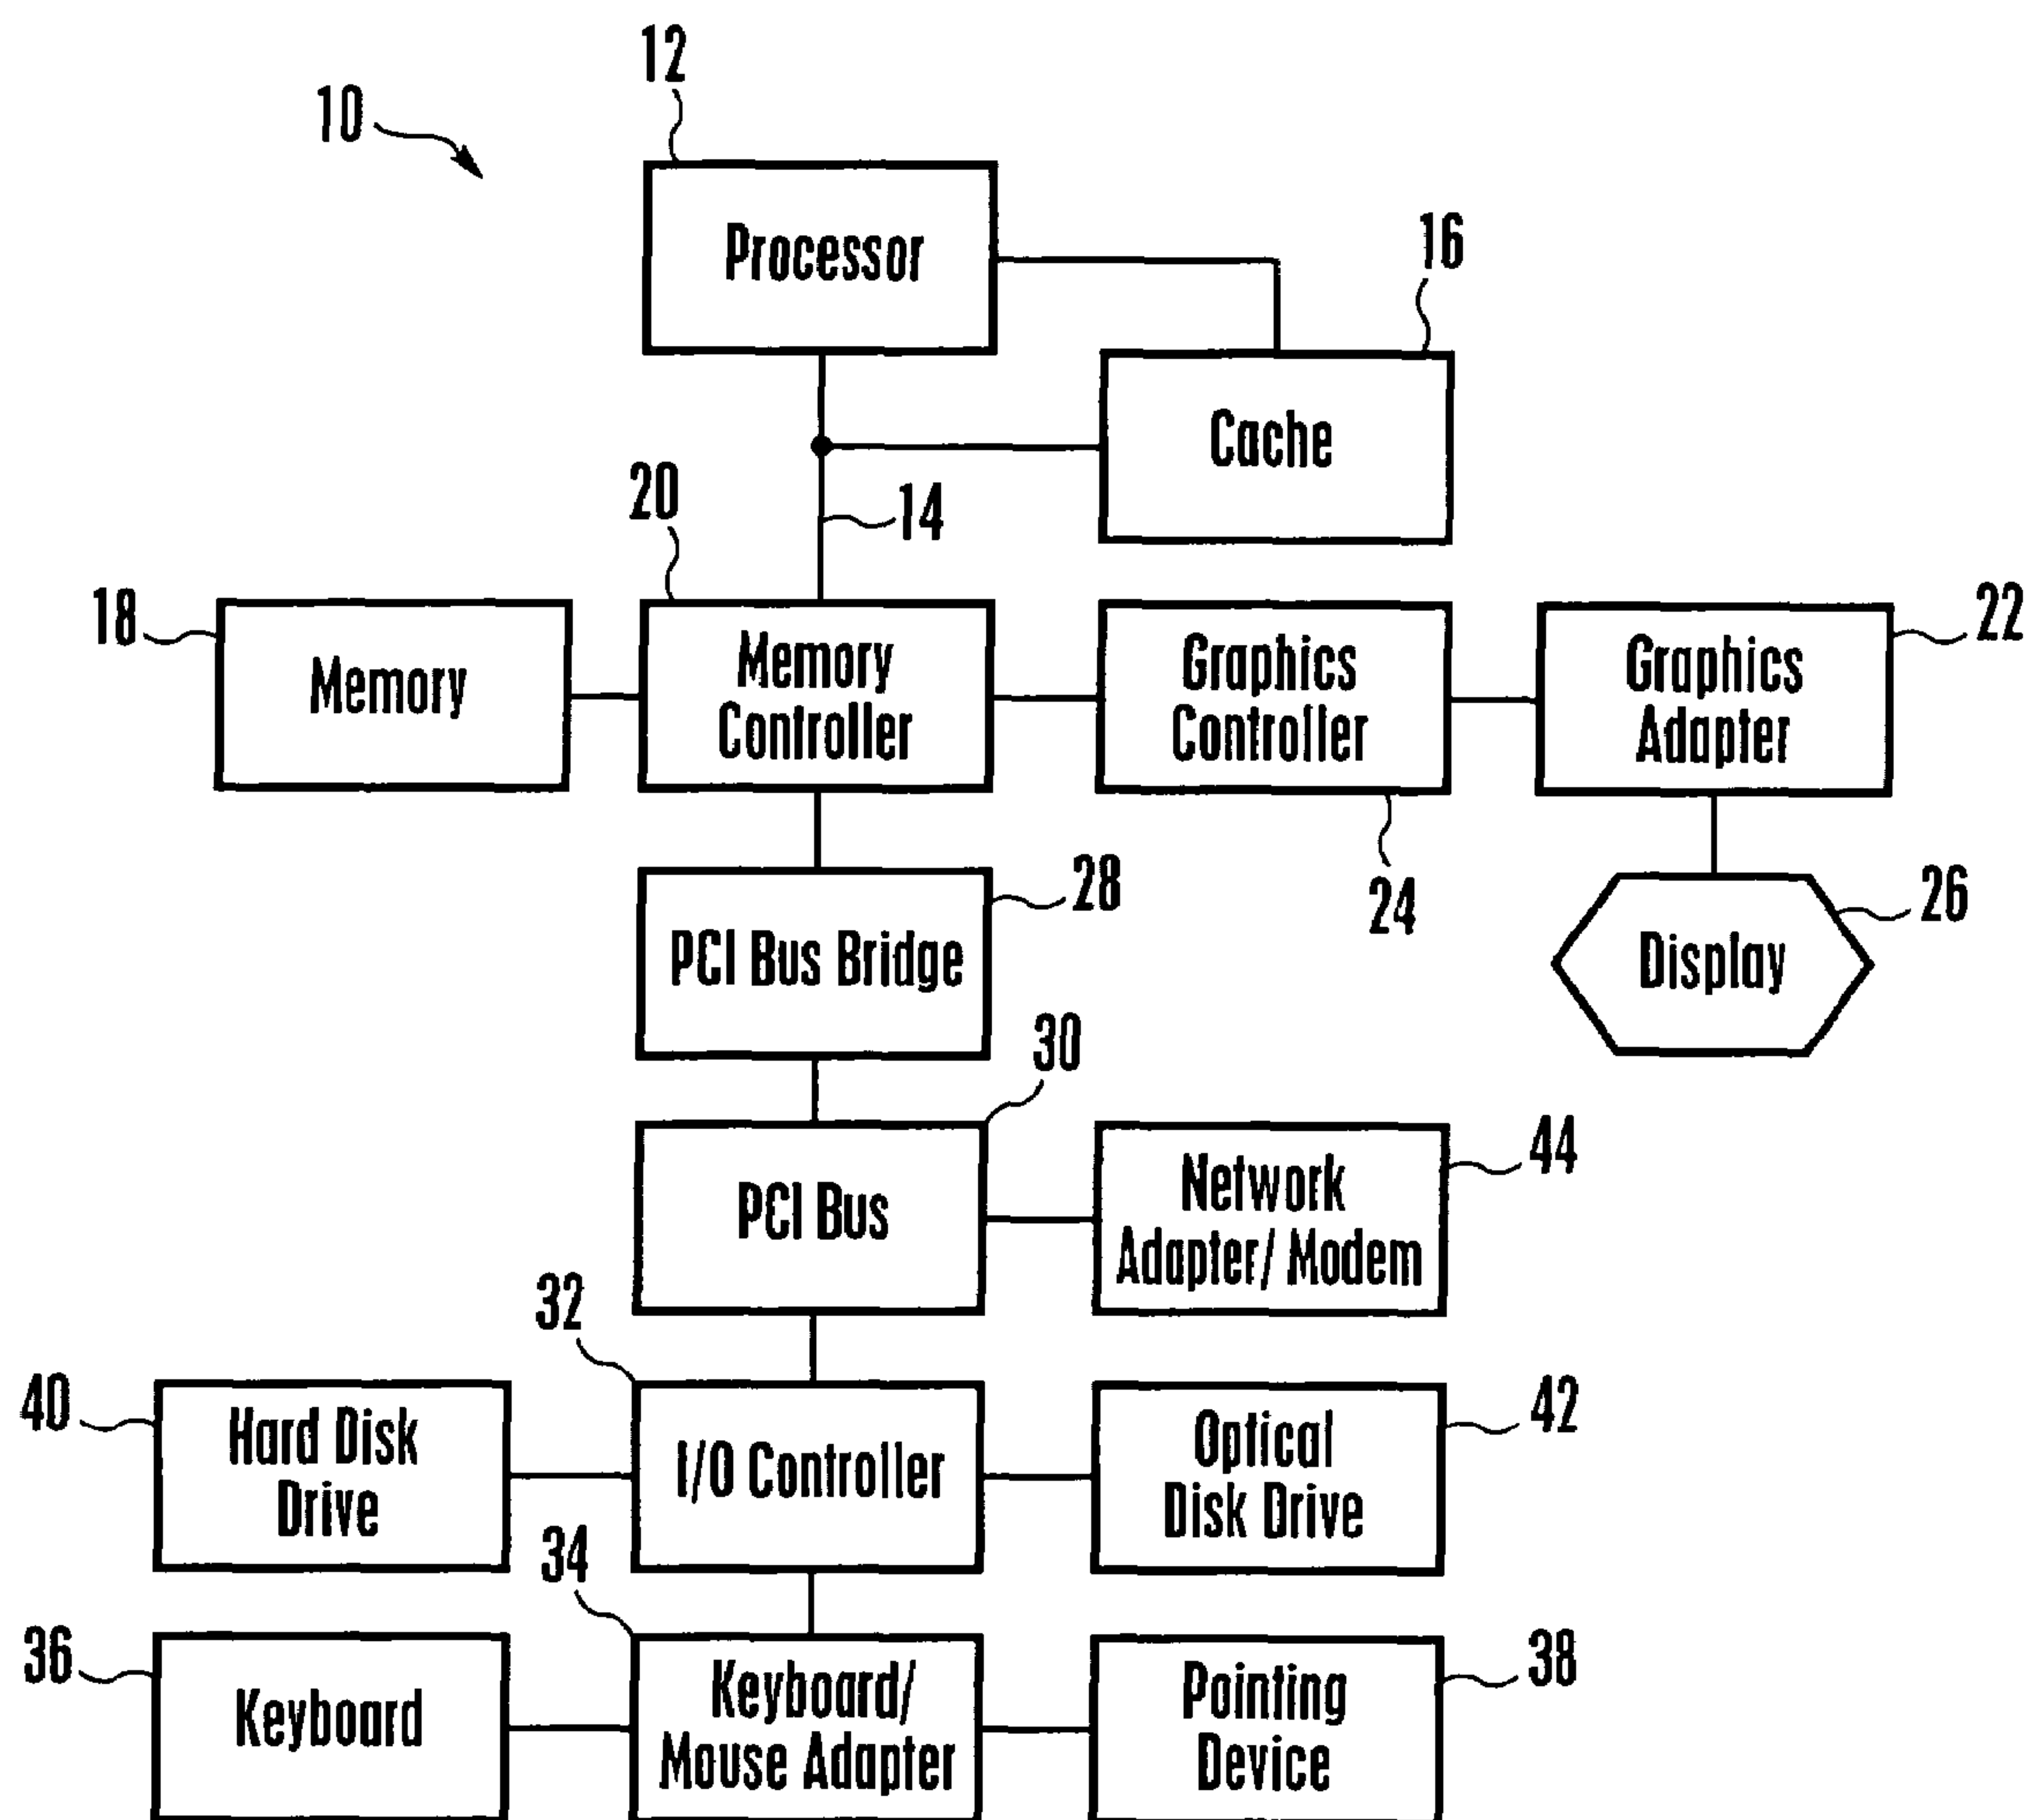 12
10
Processor
16
Cache
20
14
18
Memory
Memory
Controller
Graphics
Controller
22
Graphics
Adapter
28
24
26
PCI Bus Bridge
Display
30
PCI Bus
44
Network
Adapter/ Modem
32
40
Hard Disk
Drive
I/O Controller
42
Optical
Disk Drive
34
36
Keyboard
Keyboard/
Mouse Adapter
38
Pointing
Device